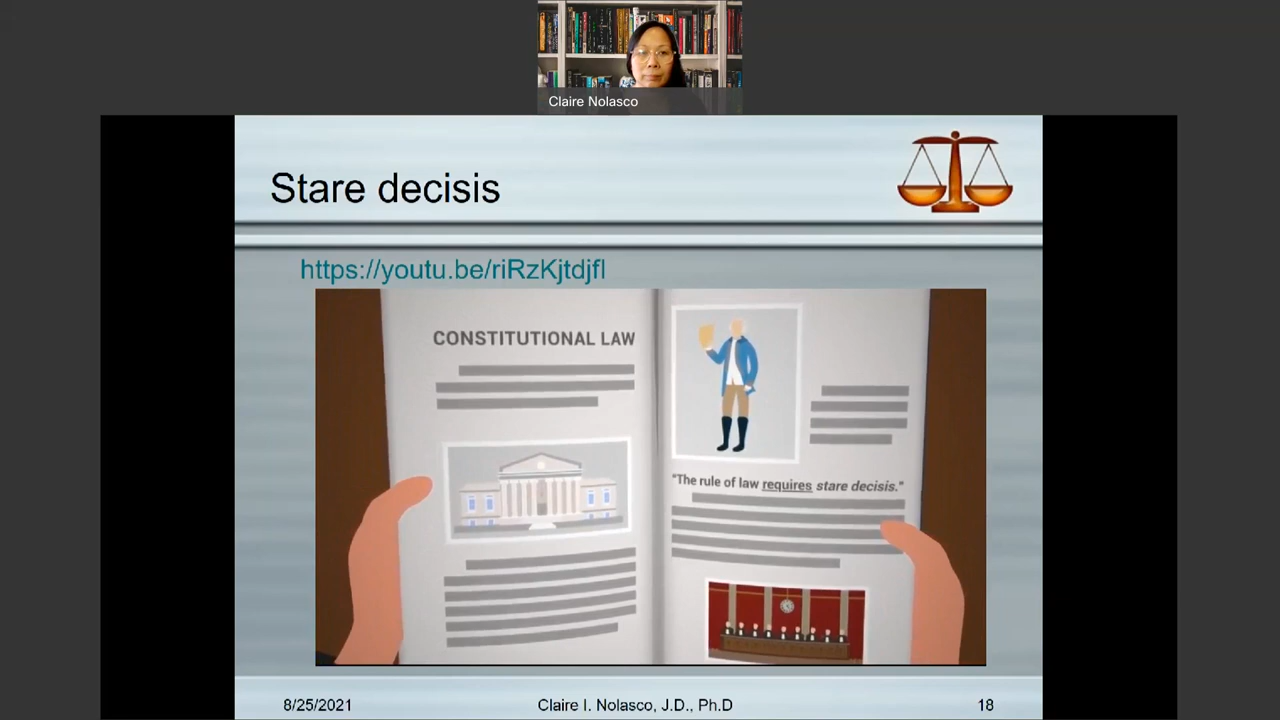 Claire Nolasco
Stare decisis
https://youtu.be/riRzKjtdjfI
CONSTITUTIONAL LAW
"The rule of law requires stare decisis."
8/25/2021
Claire I. Nolasco, J.D., Ph.D
18